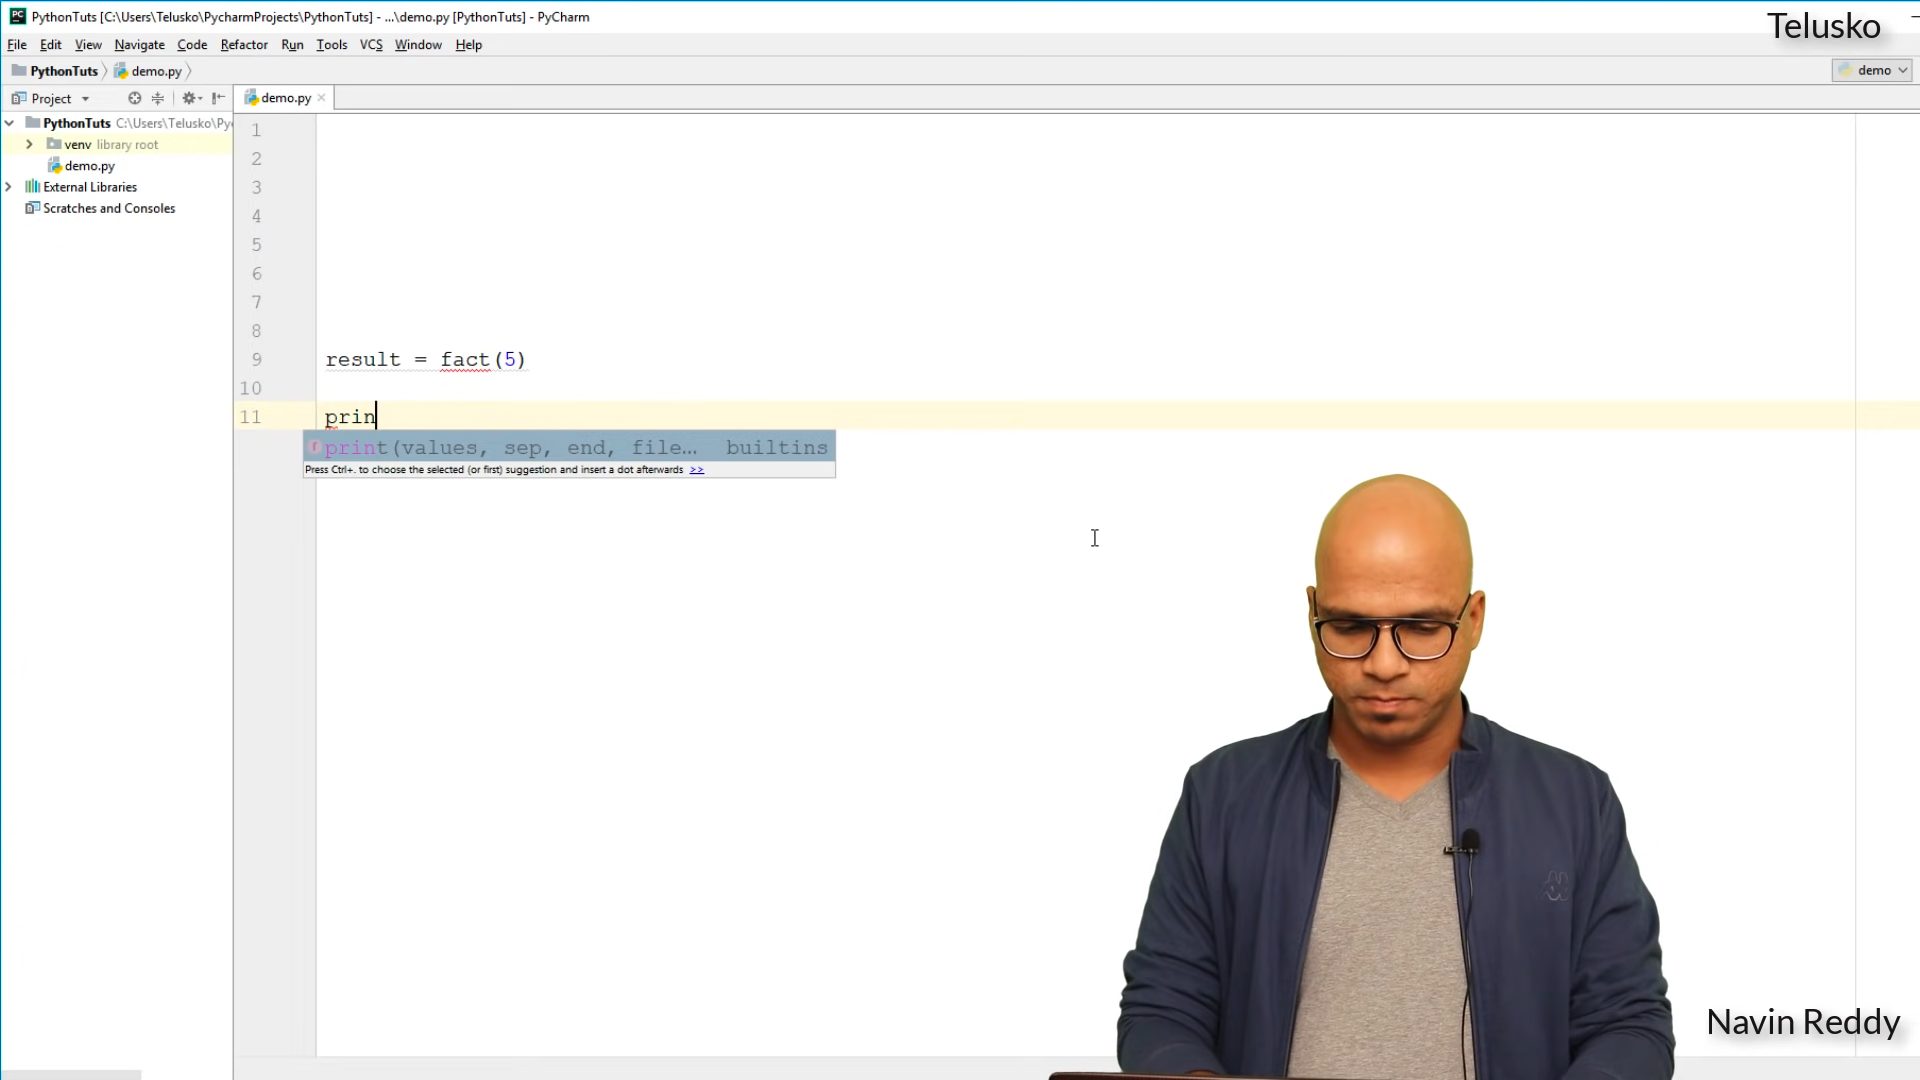 PythonTuts [C:\Users\Telusko\PycharmProjects\PythonTuts] - ...\demo.py [PythonTuts] - PyCharm
Telusko
File Edit View Navigate Code Refactor Run Tools VCS Window Help
PythonTuts demo.py
demo
Project
demo.py
PythonTuts C:\Users\Telusko\Py
venv library root
demo.py
External Libraries
Scratches and Consoles
1
2
3
4
5
6
7
8
9 result = fact(5)
10
11 prin
print(values, sep, end, file… builtins
Press Ctrl+. to choose the selected (or first) suggestion and insert a dot afterwards >>
Navin Reddy